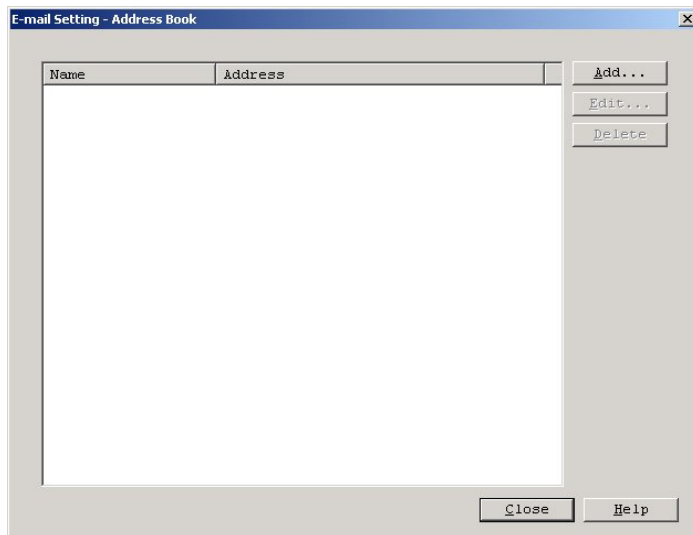 E-mail Setting - Address Book
Name Address
Add...
Edit...
Delete
Close Help